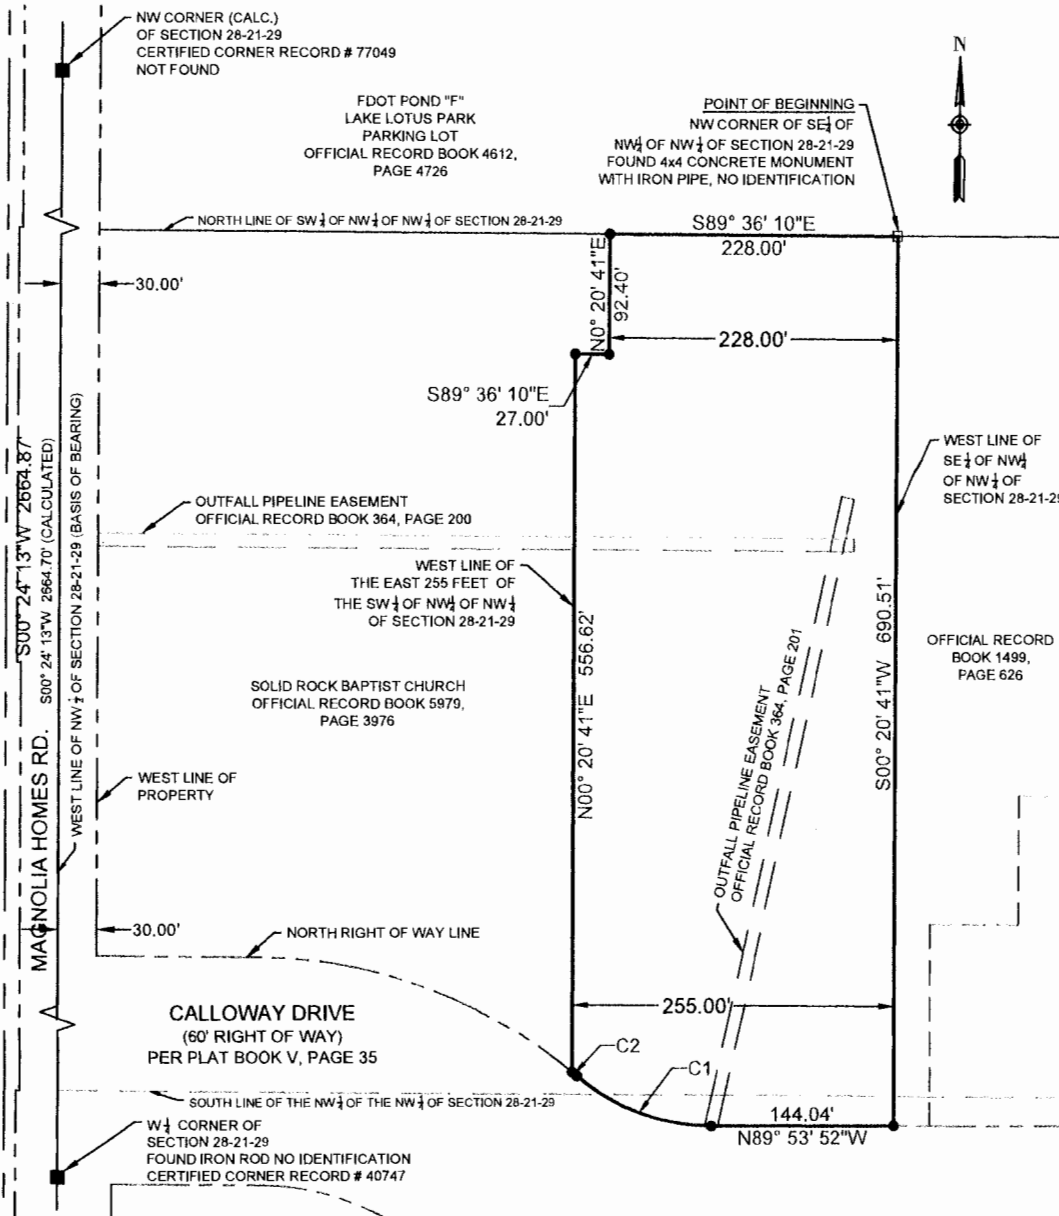 NW CORNER (CALC.)
OF SECTION 28-21-29
CERTIFIED CORNER RECORD # 77049
NOT FOUND
FDOT POND "F"
LAKE LOTUS PARK
PARKING LOT
OFFICIAL RECORD BOOK 4612,
PAGE 4726
POINT OF BEGINNING
NW CORNER OF SE¼ OF
NW¼ OF NW¼ OF SECTION 28-21-29
FOUND 4x4 CONCRETE MONUMENT
WITH IRON PIPE, NO IDENTIFICATION
N
NORTH LINE OF SW¼ OF NW¼ OF NW¼ OF SECTION 28-21-29
S89° 36' 10"E
228.00'
30.00'
N0° 20' 41"E
92.40'
228.00'
S89° 36' 10"E
27.00'
WEST LINE OF
SE¼ OF NW¼
OF NW¼ OF
SECTION 28-21-29
S00° 24' 13"W 2664.87'
S00° 24' 13"W 2664.70' (CALCULATED)
WEST LINE OF NW¼ OF SECTION 28-21-29 (BASIS OF BEARING)
MAGNOLIA HOMES RD.
OUTFALL PIPELINE EASEMENT
OFFICIAL RECORD BOOK 364, PAGE 200
WEST LINE OF
THE EAST 255 FEET OF
THE SW¼ OF NW¼ OF NW¼
OF SECTION 28-21-29
N00° 20' 41"E 556.62'
S00° 20' 41"W 690.51'
OFFICIAL RECORD
BOOK 1499,
PAGE 626
SOLID ROCK BAPTIST CHURCH
OFFICIAL RECORD BOOK 5979,
PAGE 3976
OUTFALL PIPELINE EASEMENT
OFFICIAL RECORD BOOK 364, PAGE 201
WEST LINE OF
PROPERTY
30.00'
NORTH RIGHT OF WAY LINE
CALLOWAY DRIVE
(60' RIGHT OF WAY)
PER PLAT BOOK V, PAGE 35
255.00'
C2
C1
SOUTH LINE OF THE NW¼ OF THE NW¼ OF SECTION 28-21-29
144.04'
N89° 53' 52"W
W¼ CORNER OF
SECTION 28-21-29
FOUND IRON ROD NO IDENTIFICATION
CERTIFIED CORNER RECORD # 40747